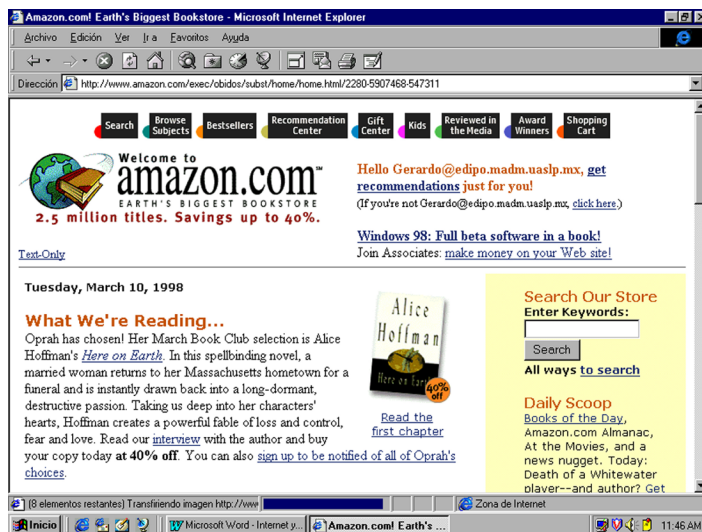 Amazon.com! Earth's Biggest Bookstore - Microsoft Internet Explorer
Archivo Edición Ver Ir a Favoritos Ayuda
Dirección http://www.amazon.com/exec/obidos/subst/home/home.html/2280-5907468-547311
Search Browse Subjects Bestsellers Recommendation Center Gift Center Kids Reviewed in the Media Award Winners Shopping Cart
Welcome to
amazon.com™
EARTH'S BIGGEST BOOKSTORE
2.5 million titles. Savings up to 40%.
Text-Only
Hello Gerardo@edipo.madm.uaslp.mx, get
recommendations just for you!
(If you're not Gerardo@edipo.madm.uaslp.mx, click here.)
Windows 98: Full beta software in a book!
Join Associates: make money on your Web site!
Tuesday, March 10, 1998
What We're Reading...
Oprah has chosen! Her March Book Club selection is Alice
Hoffman's Here on Earth. In this spellbinding novel, a
married woman returns to her Massachusetts hometown for a
funeral and is instantly drawn back into a long-dormant,
destructive passion. Taking us deep into her characters'
hearts, Hoffman creates a powerful fable of loss and control,
fear and love. Read our interview with the author and buy
your copy today at 40% off. You can also sign up to be notified of all of Oprah's
choices.
Alice
Hoffman
Here on Earth
40%
off
Read the
first chapter
Search Our Store
Enter Keywords:
Search
All ways to search
Daily Scoop
Books of the Day,
Amazon.com Almanac,
At the Movies, and a
news nugget. Today:
Death of a Whitewater
player--and author? Get
(8 elementos restantes) Transfiriendo imagen http://www
Zona de Internet
Inicio Microsoft Word - Internet y... Amazon.com! Earth's ... 11:46 AM